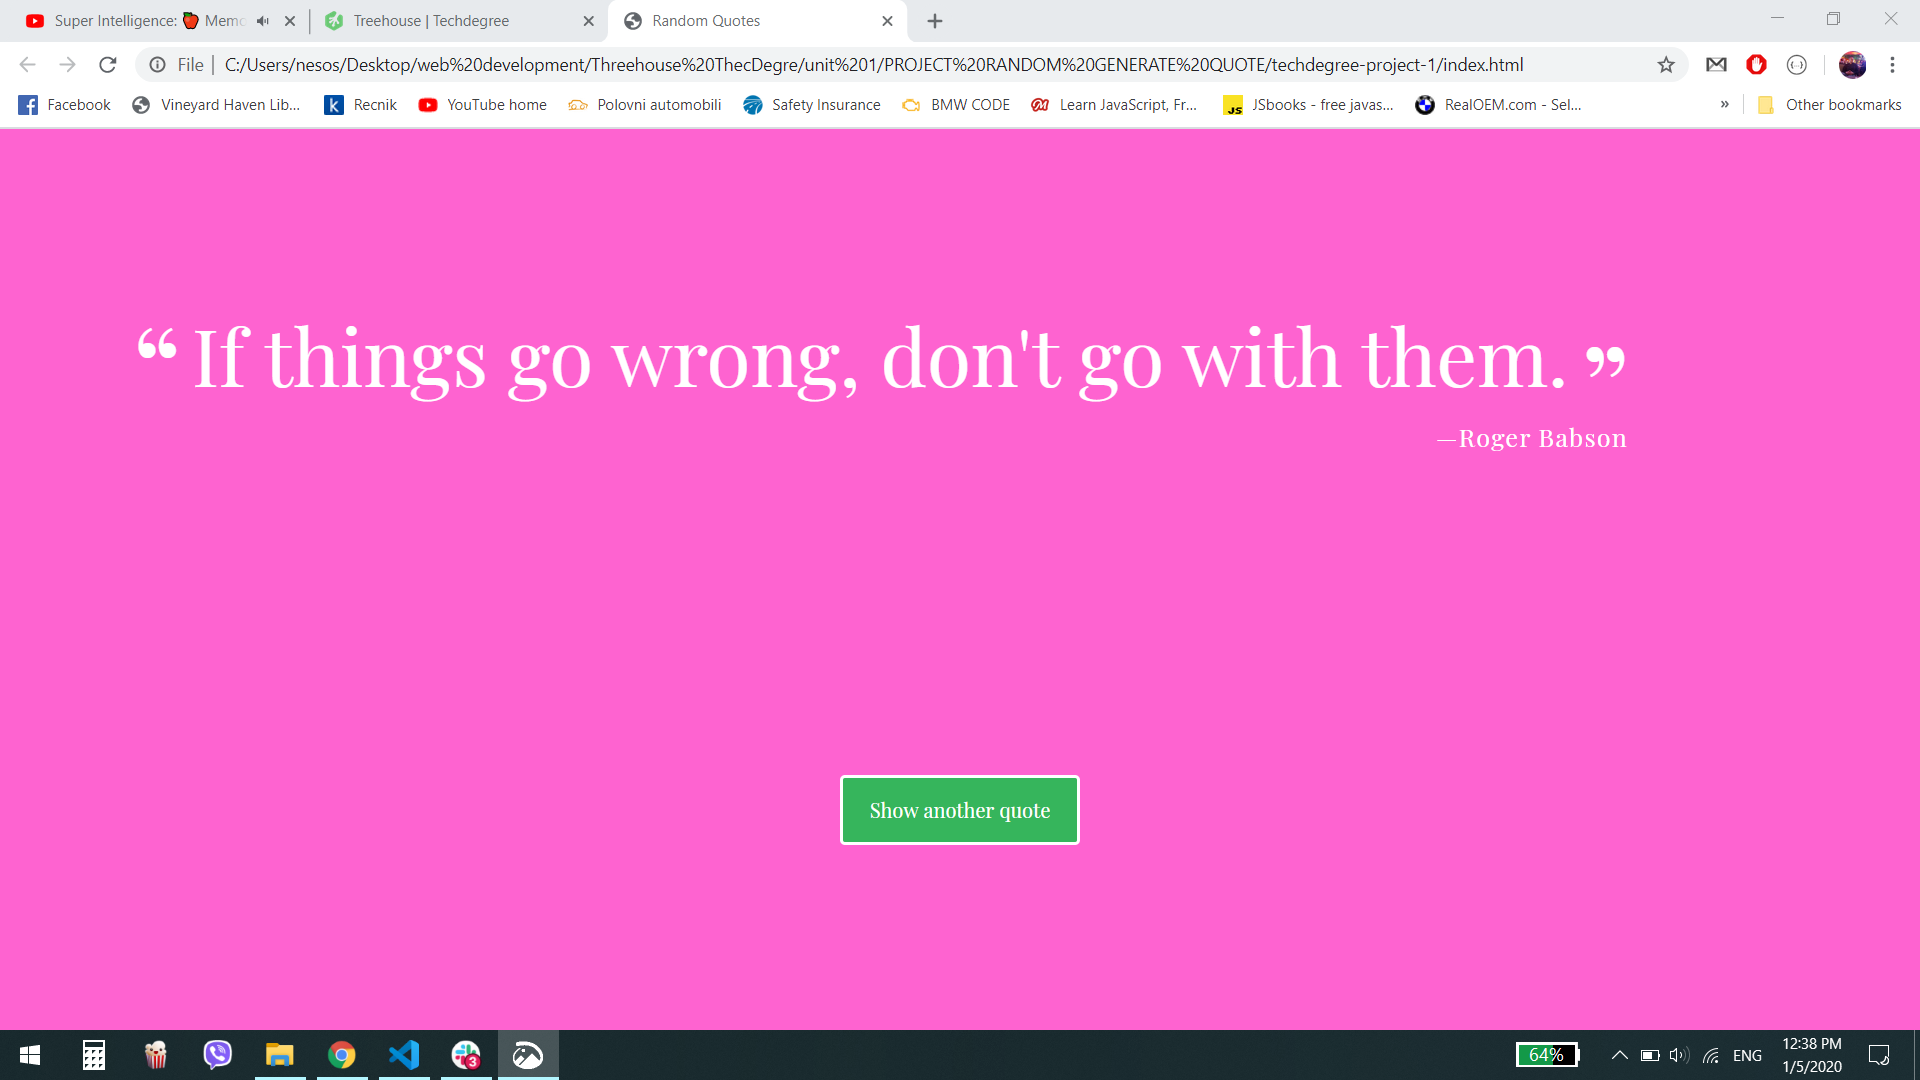 Super Intelligence: 🍎 Memo
Treehouse | Techdegree
Random Quotes
File | C:/Users/nesos/Desktop/web%20development/Threehouse%20ThecDegre/unit%201/PROJECT%20RANDOM%20GENERATE%20QUOTE/techdegree-project-1/index.html
Facebook
Vineyard Haven Lib...
Recnik
YouTube home
Polovni automobili
Safety Insurance
BMW CODE
Learn JavaScript, Fr...
JSbooks - free javas...
RealOEM.com - Sel...
»
Other bookmarks
“ If things go wrong, don't go with them. ”
—Roger Babson
Show another quote
3
64%
ENG
12:38 PM
1/5/2020